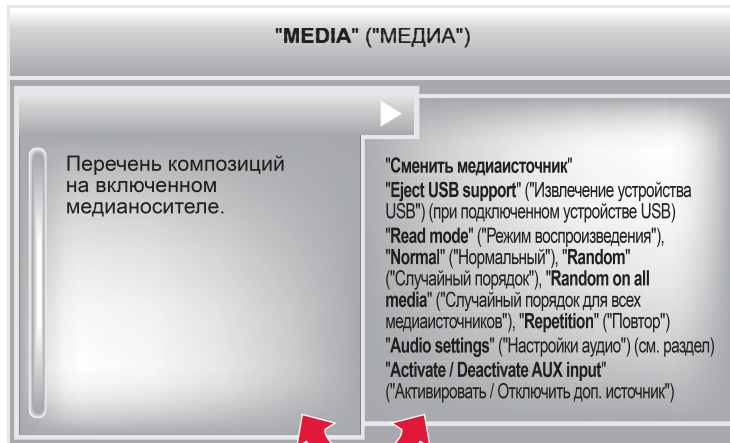 "MEDIA" ("МЕДИА")
Перечень композиций
на включенном
медианосителе.
"Сменить медиаисточник"
"Eject USB support" ("Извлечение устройства
USB") (при подключенном устройстве USB)
"Read mode" ("Режим воспроизведения"),
"Normal" ("Нормальный"), "Random"
("Случайный порядок"), "Random on all
media" ("Случайный порядок для всех
медиаисточников"), "Repetition" ("Повтор")
"Audio settings" ("Настройки аудио") (см. раздел)
"Activate / Deactivate AUX input"
("Активировать / Отключить доп. источник")